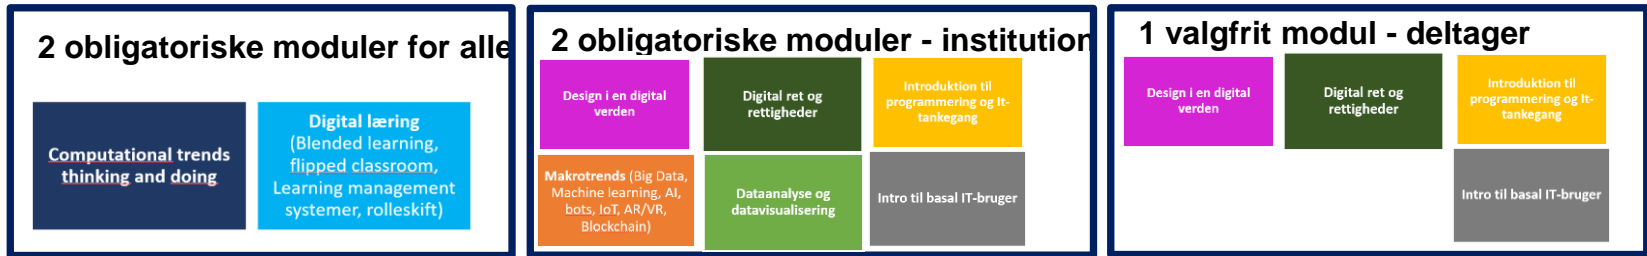 2 obligatoriske moduler for alle
Computational trends
thinking and doing
Digital læring
(Blended learning,
flipped classroom,
Learning management
systemer, rolleskift)
2 obligatoriske moduler - institution
Design i en digital
verden
Digital ret og
rettigheder
Introduktion til
programmering og It-
tankegang
Makrotrends (Big Data,
Machine learning, AI,
bots, IoT, AR/VR,
Blockchain)
Dataanalyse og
datavisualisering
Intro til basal IT-bruger
1 valgfrit modul - deltager
Design i en digital
verden
Digital ret og
rettigheder
Introduktion til
programmering og It-
tankegang
Intro til basal IT-bruger